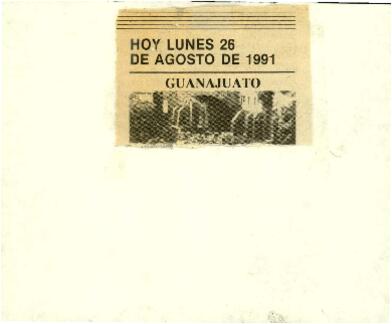 HOY LUNES 26
DE AGOSTO DE 1991
GUANAJUATO